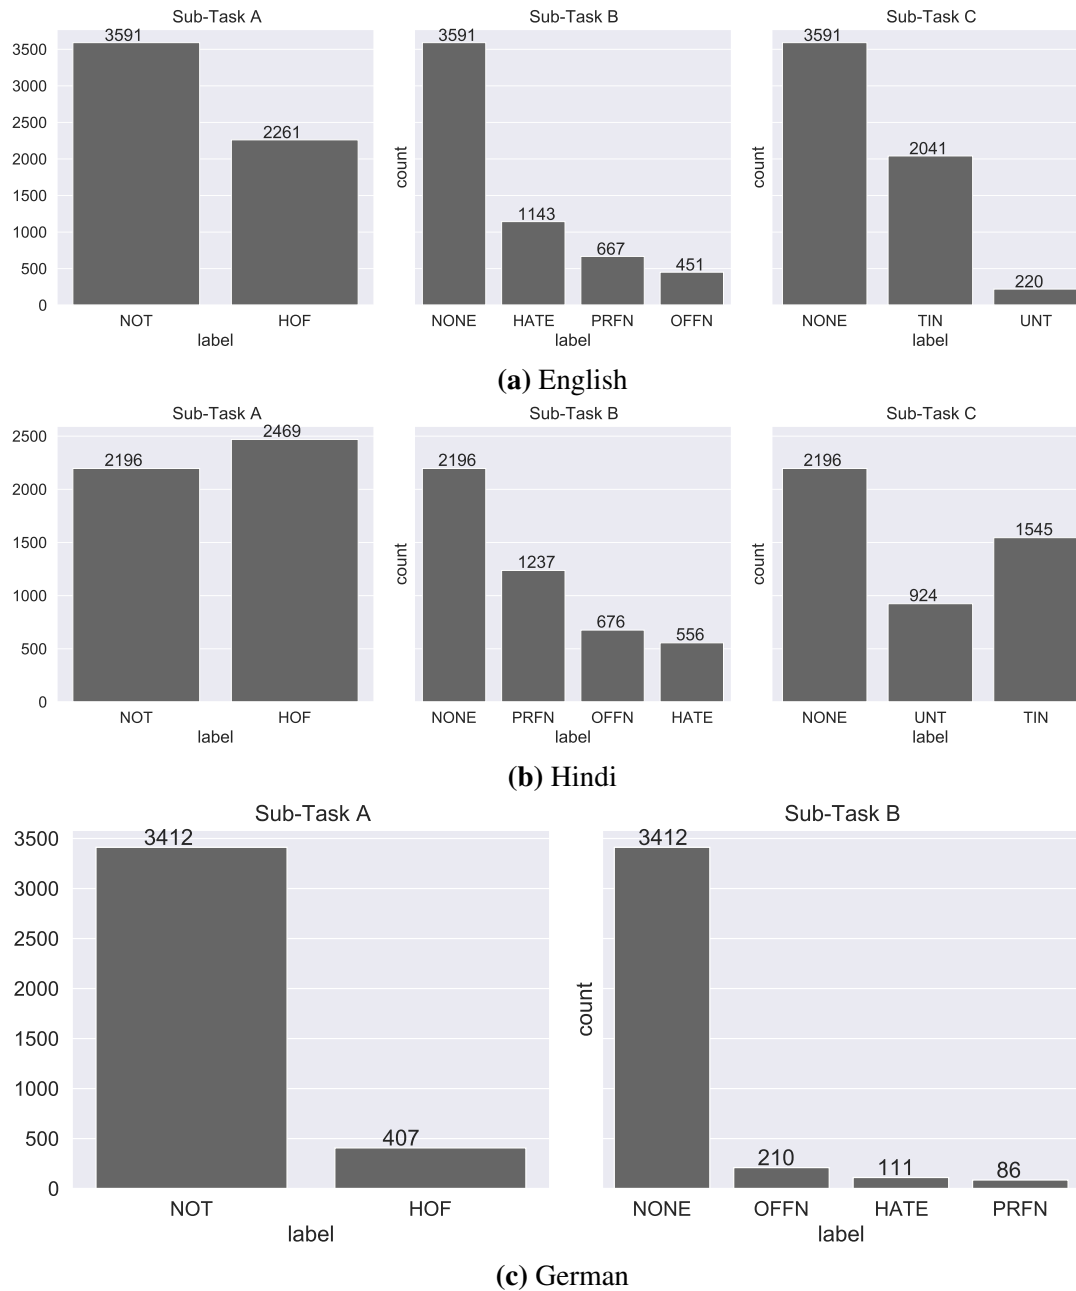 Sub-Task A
Sub-Task B
Sub-Task C
3500
3000
2500
2000
1500
1000
500
0
3591
2261
NOT
HOF
label
count
3591
1143
667
451
NONE
HATE
PRFN
OFFN
label
count
3591
2041
220
NONE
TIN
UNT
label
(a) English
Sub-Task A
Sub-Task B
Sub-Task C
2500
2000
1500
1000
500
0
2196
2469
NOT
HOF
label
count
2196
1237
676
556
NONE
PRFN
OFFN
HATE
label
count
2196
924
1545
NONE
UNT
TIN
label
(b) Hindi
Sub-Task A
Sub-Task B
3500
3000
2500
2000
1500
1000
500
0
3412
407
NOT
HOF
label
count
3412
210
111
86
NONE
OFFN
HATE
PRFN
label
(c) German